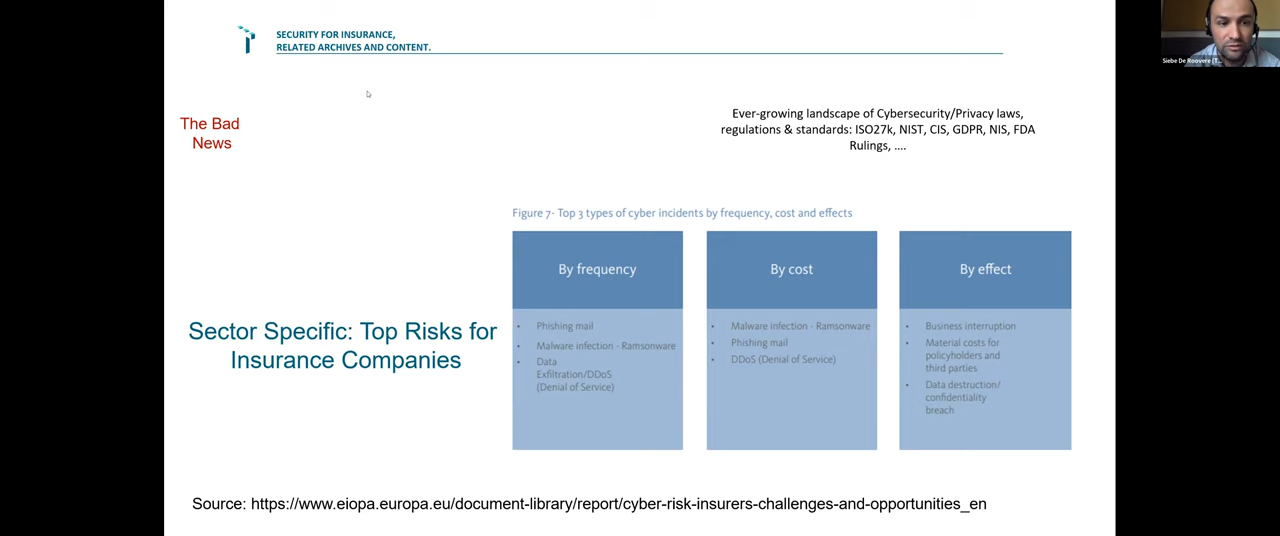 SECURITY FOR INSURANCE,
RELATED ARCHIVES AND CONTENT.
Siebe De Roovere (T...
The Bad
News
Ever-growing landscape of Cybersecurity/Privacy laws,
regulations & standards: ISO27k, NIST, CIS, GDPR, NIS, FDA
Rulings, ....
Figure 7- Top 3 types of cyber incidents by frequency, cost and effects
Sector Specific: Top Risks for
Insurance Companies
By frequency
• Phishing mail
• Malware infection - Ramsonware
• Data
Exfiltration/DDoS
(Denial of Service)
By cost
• Malware infection - Ramsonware
• Phishing mail
• DDoS (Denial of Service)
By effect
• Business interruption
• Material costs for
policyholders and
third parties
• Data destruction/
confidentiality
breach
Source: https://www.eiopa.europa.eu/document-library/report/cyber-risk-insurers-challenges-and-opportunities_en